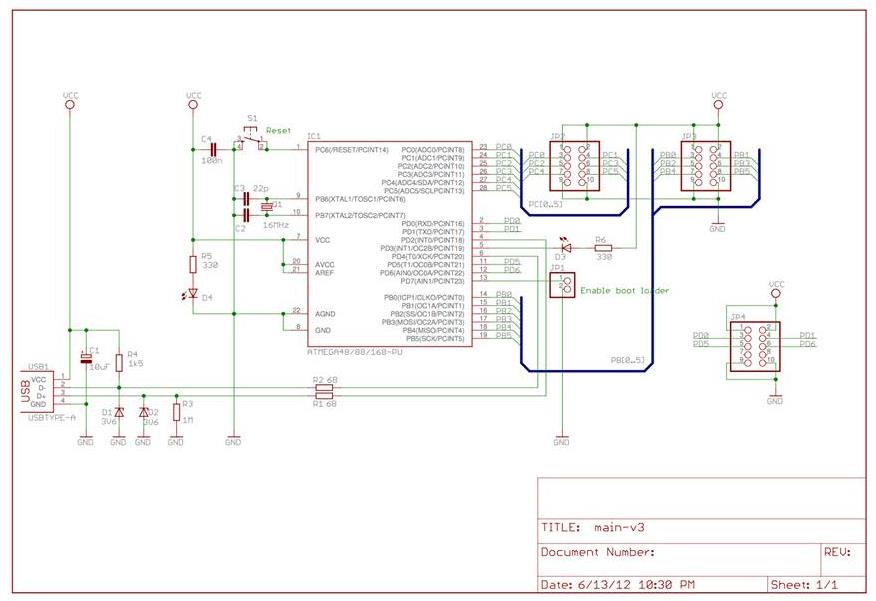 VCC
VCC
VCC
S1
Reset
C4
100n
IC1
PC6(/RESET/PCINT14)
PC0(ADC0/PCINT8)
PC1(ADC1/PCINT9)
PC2(ADC2/PCINT10)
PC3(ADC3/PCINT11)
PC4(ADC4/SDA/PCINT12)
PC5(ADC5/SCL/PCINT13)
1
23 PC0
24 PC1
25 PC2
26 PC3
27 PC4
28 PC5
JP2
PC0
PC2
PC4
PC1
PC3
PC5
PC[0..5]
JP3
PB0
PB2
PB4
PB1
PB3
PB5
GND
C3 22p
C2
Q1
16MHz
9
10
PB6(XTAL1/TOSC1/PCINT6)
PB7(XTAL2/TOSC2/PCINT7)
PD0(RXD/PCINT16)
PD1(TXD/PCINT17)
PD2(INT0/PCINT18)
PD3(INT1/OC2B/PCINT19)
PD4(T0/XCK/PCINT20)
PD5(T1/OC0B/PCINT21)
PD6(AIN0/OC0A/PCINT22)
PD7(AIN1/PCINT23)
2 PD0
3 PD1
4
5
6
11 PD5
12 PD6
13
7
VCC
20
21
AVCC
AREF
22
AGND
8
GND
PB0(ICP1/CLKO/PCINT0)
PB1(OC1A/PCINT1)
PB2(SS/OC1B/PCINT2)
PB3(MOSI/OC2A/PCINT3)
PB4(MISO/PCINT4)
PB5(SCK/PCINT5)
14 PB0
15 PB1
16 PB2
17 PB3
18 PB4
19 PB5
ATMEGA48/88/168-PU
R5
330
D4
D3
R6
330
JP1
Enable boot loader
PB[0..5]
VCC
JP4
PD0
PD5
PD1
PD6
GND
C1
10uF
R4
1k5
USB1
USB
VCC
D-
D+
GND
1
2
3
4
USBTYPE-A
D1
3V6
D2
3V6
R3
1M
R2 68
R1 68
GND
GND
GND
GND
GND
GND
TITLE: main-v3
Document Number:
REV:
Date: 6/13/12 10:30 PM
Sheet: 1/1